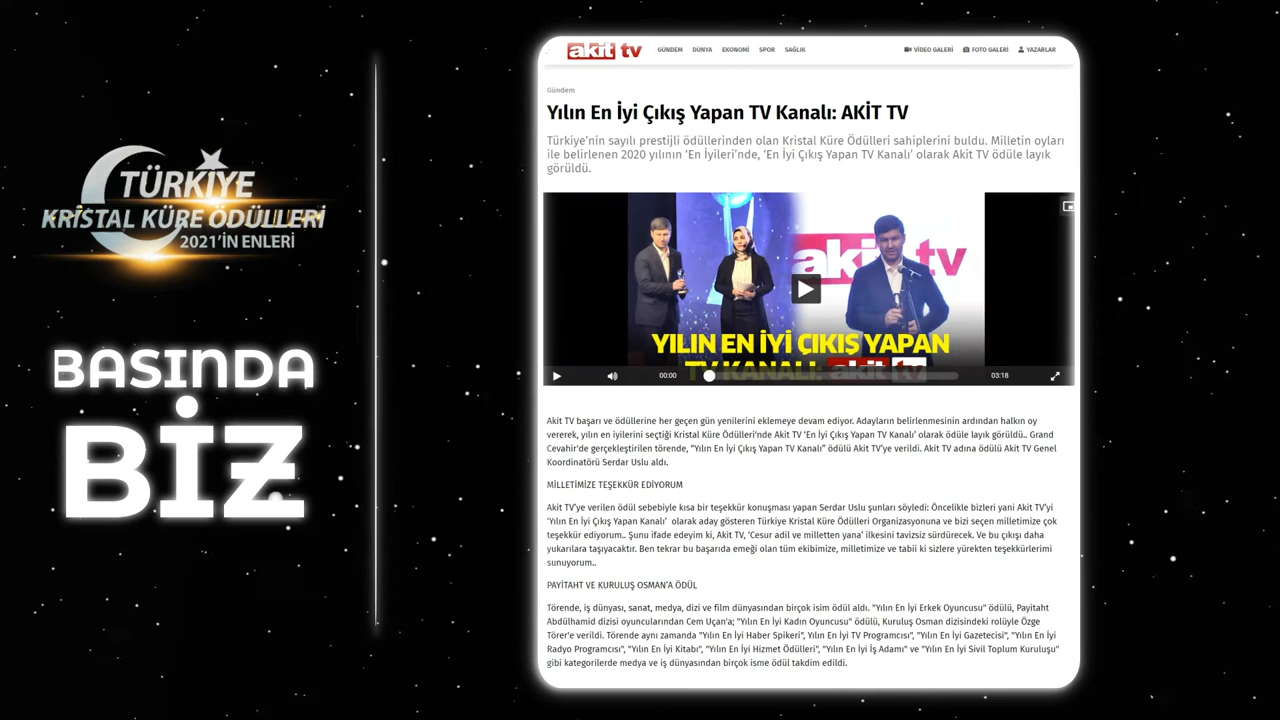 TÜRKİYE
KRİSTAL KÜRE ÖDÜLLERİ
2021'İN ENLERİ
BASINDA
BİZ
akit tv GÜNDEM DÜNYA EKONOMİ SPOR SAĞLIK VİDEO GALERİ FOTO GALERİ YAZARLAR
Gündem
Yılın En İyi Çıkış Yapan TV Kanalı: AKİT TV
Türkiye’nin sayılı prestijli ödüllerinden olan Kristal Küre Ödülleri sahiplerini buldu. Milletin oyları
ile belirlenen 2020 yılının ‘En İyileri’nde, ‘En İyi Çıkış Yapan TV Kanalı’ olarak Akit TV ödüle layık
görüldü.
akit tv
YILIN EN İYİ ÇIKIŞ YAPAN
TV KANALI: akit tv
00:00 03:18
Akit TV başarı ve ödüllerine her geçen gün yenilerini eklemeye devam ediyor. Adayların belirlenmesinin ardından halkın oy
vererek, yılın en iyilerini seçtiği Kristal Küre Ödülleri'nde Akit TV 'En İyi Çıkış Yapan TV Kanalı' olarak ödüle layık görüldü.. Grand
Cevahir'de gerçekleştirilen törende, “Yılın En İyi Çıkış Yapan TV Kanalı” ödülü Akit TV'ye verildi. Akit TV adına ödülü Akit TV Genel
Koordinatörü Serdar Uslu aldı.
MİLLETİMİZE TEŞEKKÜR EDİYORUM
Akit TV’ye verilen ödül sebebiyle kısa bir teşekkür konuşması yapan Serdar Uslu şunları söyledi: Öncelikle bizleri yani Akit TV’yi
‘Yılın En İyi Çıkış Yapan Kanalı’ olarak aday gösteren Türkiye Kristal Küre Ödülleri Organizasyonuna ve bizi seçen milletimize çok
teşekkür ediyorum.. Şunu ifade edeyim ki, Akit TV, ‘Cesur adil ve milletten yana’ ilkesini tavizsiz sürdürecek. Ve bu çıkışı daha
yukarılara taşıyacaktır. Ben tekrar bu başarıda emeği olan tüm ekibimize, milletimize ve tabii ki sizlere yürekten teşekkürlerimi
sunuyorum..
PAYİTAHT VE KURULUŞ OSMAN’A ÖDÜL
Törende, iş dünyası, sanat, medya, dizi ve film dünyasından birçok isim ödül aldı. "Yılın En İyi Erkek Oyuncusu" ödülü, Payitaht
Abdülhamid dizisi oyuncularından Cem Uçan'a; "Yılın En İyi Kadın Oyuncusu" ödülü, Kuruluş Osman dizisindeki rolüyle Özge
Törer'e verildi. Törende aynı zamanda "Yılın En İyi Haber Spikeri", Yılın En İyi TV Programcısı", "Yılın En İyi Gazetecisi", "Yılın En İyi
Radyo Programcısı", "Yılın En İyi Kitabı", "Yılın En İyi Hizmet Ödülleri", "Yılın En İyi İş Adamı" ve "Yılın En İyi Sivil Toplum Kuruluşu"
gibi kategorilerde medya ve iş dünyasından birçok isme ödül takdim edildi.